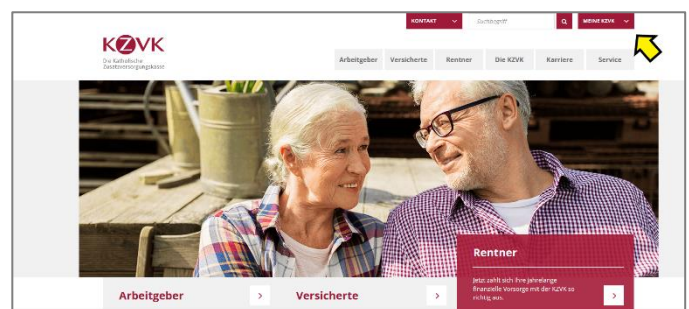 KONTAKT
Suchbegriff
MEINE KZVK
KZVK
Die Katholische
Zusatzversorgungskasse
Arbeitgeber Versicherte Rentner Die KZVK Karriere Service
Rentner
Jetzt zahlt sich Ihre jahrelange
finanzielle Vorsorge mit der KZVK so
richtig aus.
Arbeitgeber
Versicherte